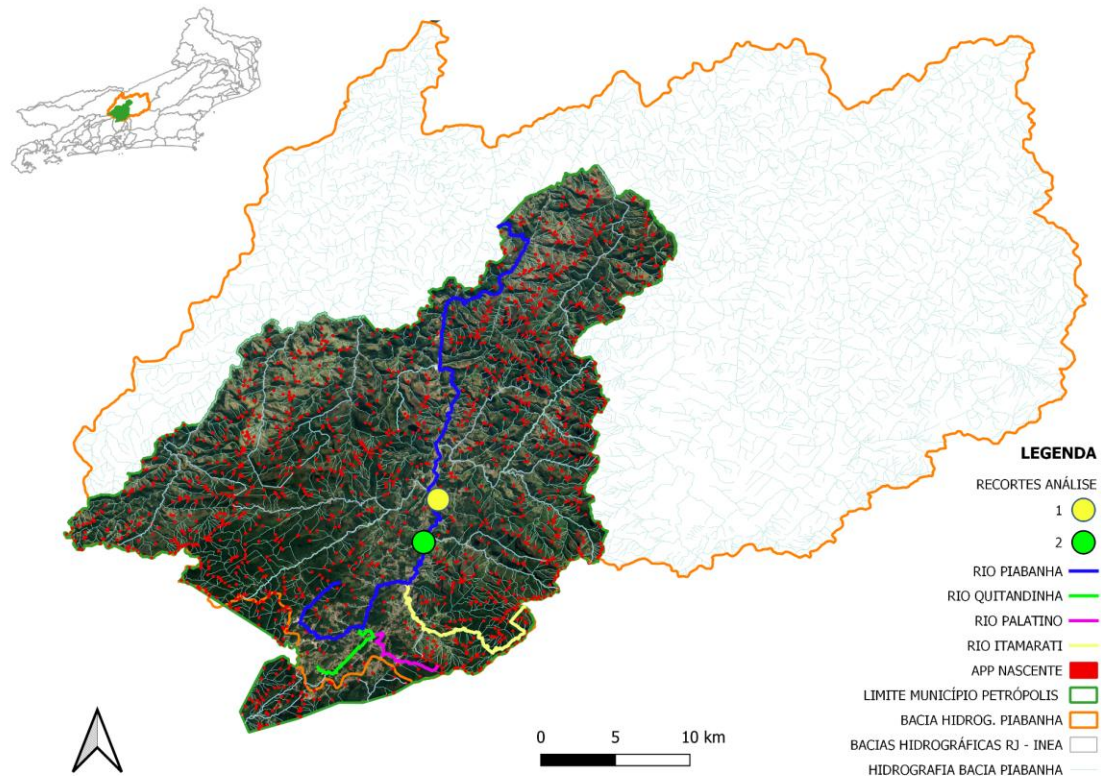 LEGENDA
RECORTES ANÁLISE
1
2
RIO PIABANHA
RIO QUITANDINHA
RIO PALATINO
RIO ITAMARATI
APP NASCENTE
LIMITE MUNICÍPIO PETRÓPOLIS
BACIA HIDROG. PIABANHA
BACIAS HIDROGRÁFICAS RJ - INEA
HIDROGRAFIA BACIA PIABANHA
0 5 10 km